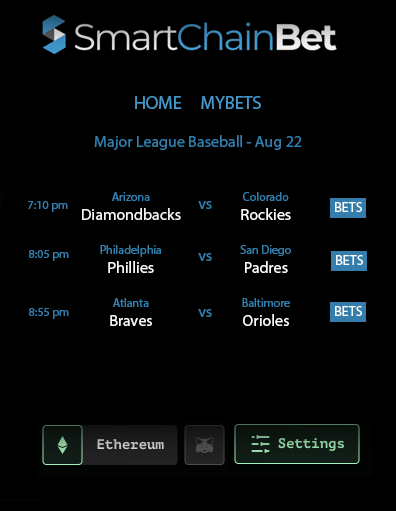 SmartChainBet
HOME MYBETS
Major League Baseball - Aug 22
7:10 pm Arizona Diamondbacks vs Colorado Rockies BETS
8:05 pm Philadelphia Phillies vs San Diego Padres BETS
8:55 pm Atlanta Braves vs Baltimore Orioles BETS
Ethereum Settings